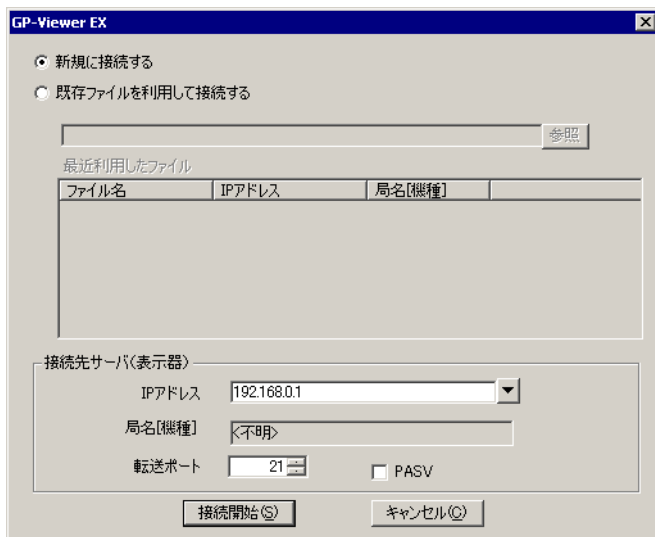 GP-Viewer EX
新規に接続する
既存ファイルを利用して接続する
参照
最近利用したファイル
ファイル名 IPアドレス 局名[機種]
接続先サーバ(表示器)
IPアドレス 192.168.0.1
局名[機種] <不明>
転送ポート 21 PASV
接続開始(S) キャンセル(C)